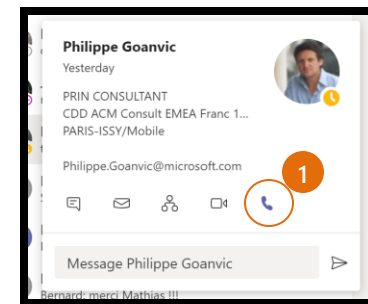 Philippe Goanvic
Yesterday
PRIN CONSULTANT
CDD ACM Consult EMEA Franc 1...
PARIS-ISSY/Mobile
Philippe.Goanvic@microsoft.com
1
Message Philippe Goanvic
Bernard: merci Mathias !!!